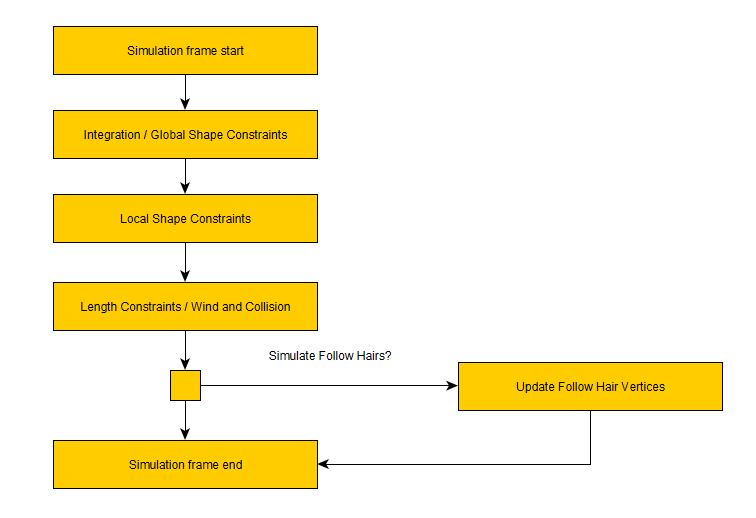 Simulation frame start
Integration / Global Shape Constraints
Local Shape Constraints
Length Constraints / Wind and Collision
Simulate Follow Hairs?
Update Follow Hair Vertices
Simulation frame end